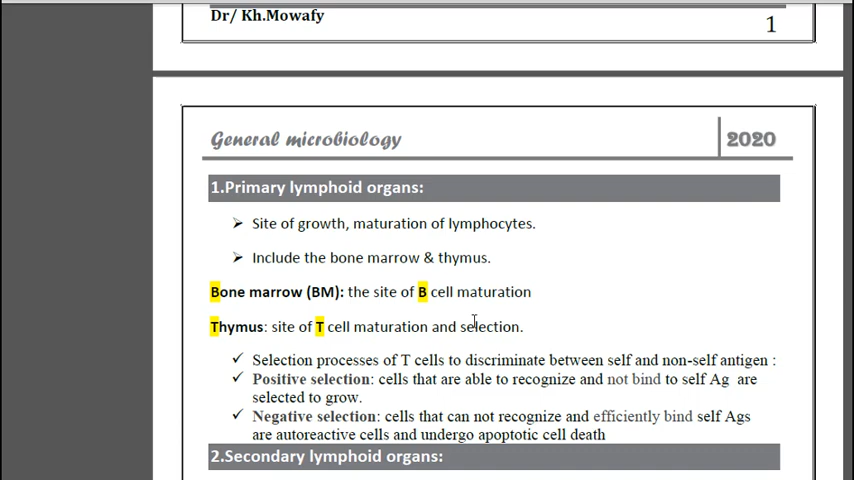 Dr/ Kh.Mowafy
1
General microbiology
2020
1.Primary lymphoid organs:
➢ Site of growth, maturation of lymphocytes.
➢ Include the bone marrow & thymus.
Bone marrow (BM): the site of B cell maturation
Thymus: site of T cell maturation and selection.
✓ Selection processes of T cells to discriminate between self and non-self antigen :
✓ Positive selection: cells that are able to recognize and not bind to self Ag are
selected to grow.
✓ Negative selection: cells that can not recognize and efficiently bind self Ags
are autoreactive cells and undergo apoptotic cell death
2.Secondary lymphoid organs: